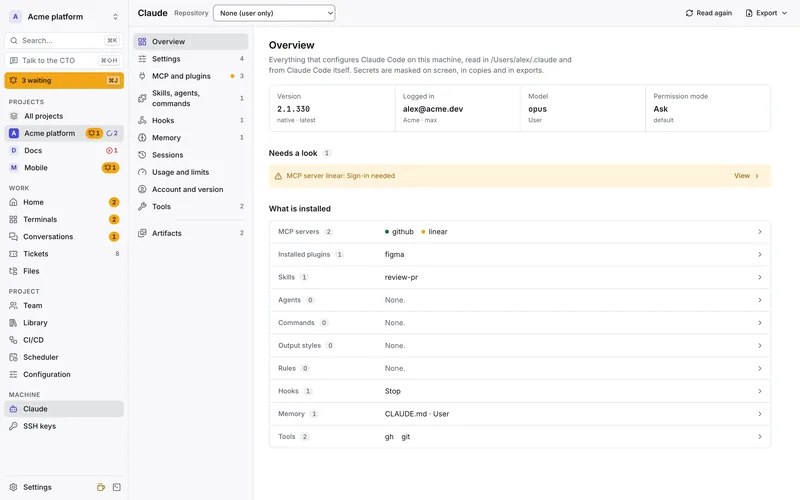 Acme platform
Search...
⌘K
Talk to the CTO
⌘⇧H
3 waiting
⌘J
PROJECTS
All projects
Acme platform
1
2
Docs
1
Mobile
1
WORK
Home
2
Terminals
2
Conversations
1
Tickets
8
Files
PROJECT
Team
Library
CI/CD
Scheduler
Configuration
MACHINE
Claude
SSH keys
Settings
Claude
Repository
None (user only)
Read again
Export
Overview
Settings
4
MCP and plugins
3
Skills, agents,
commands
1
Hooks
1
Memory
1
Sessions
Usage and limits
Account and version
Tools
2
Artifacts
2
Overview
Everything that configures Claude Code on this machine, read in /Users/alex/.claude and
from Claude Code itself. Secrets are masked on screen, in copies and in exports.
Version
2.1.330
native · latest
Logged in
alex@acme.dev
Acme · max
Model
opus
User
Permission mode
Ask
default
Needs a look
1
MCP server linear: Sign-in needed
View
What is installed
MCP servers 2
github linear
Installed plugins 1
figma
Skills 1
review-pr
Agents 0
None.
Commands 0
None.
Output styles 0
None.
Rules 0
None.
Hooks 1
Stop
Memory 1
CLAUDE.md · User
Tools 2
gh git
A
A
D
M